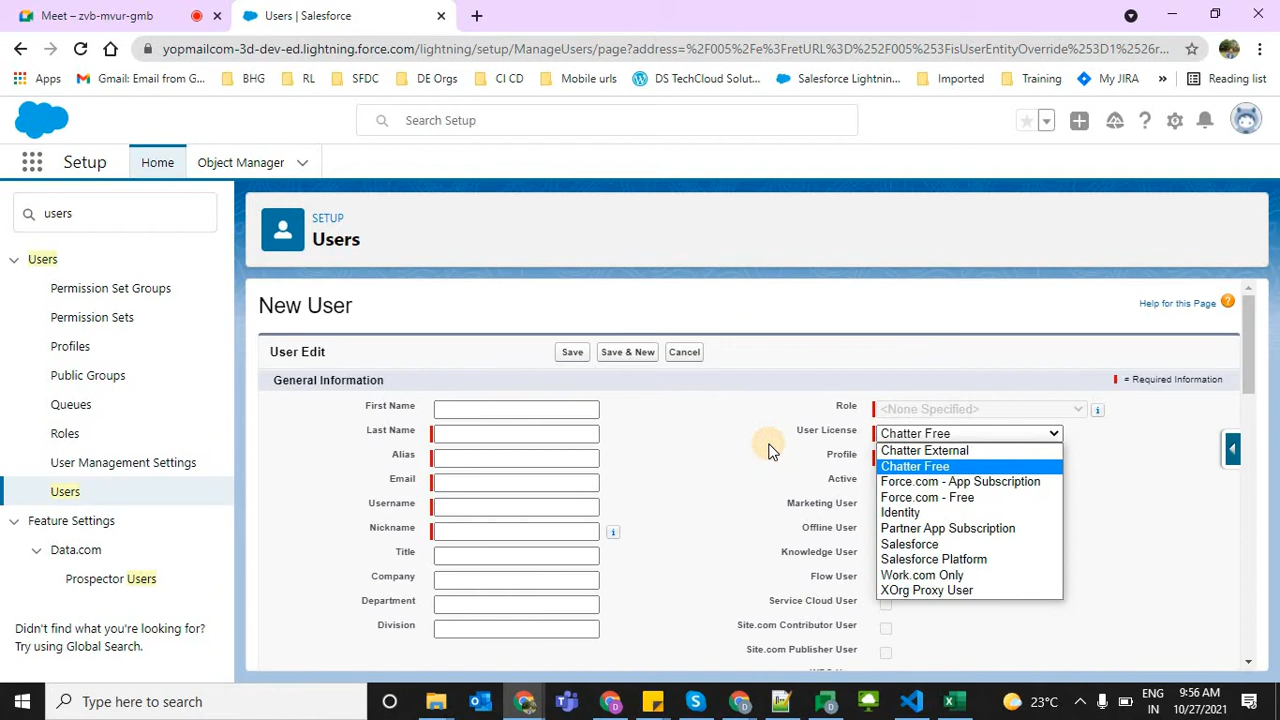 Meet – zvb-mvur-gmb
Users | Salesforce
yopmailcom-3d-dev-ed.lightning.force.com/lightning/setup/ManageUsers/page?address=%2F005%2Fe%3FretURL%3D%252F005%253FisUserEntityOverride%253D1%2526r...
Apps
Gmail: Email from G...
BHG
RL
SFDC
DE Orgs
CI CD
Mobile urls
DS TechCloud Solut...
Salesforce Lightnin...
Imported
Training
My JIRA
»
Reading list
Search Setup
Setup
Home
Object Manager
users
Users
Permission Set Groups
Permission Sets
Profiles
Public Groups
Queues
Roles
User Management Settings
Users
Feature Settings
Data.com
Prospector Users
Didn't find what you're looking for?
Try using Global Search.
SETUP
Users
New User
Help for this Page
User Edit
Save
Save & New
Cancel
General Information
= Required Information
First Name
Last Name
Alias
Email
Username
Nickname
Title
Company
Department
Division
Role
<None Specified>
User License
Chatter Free
Profile
Active
Marketing User
Offline User
Knowledge User
Flow User
Service Cloud User
Site.com Contributor User
Site.com Publisher User
Chatter External
Chatter Free
Force.com - App Subscription
Force.com - Free
Identity
Partner App Subscription
Salesforce
Salesforce Platform
Work.com Only
XOrg Proxy User
Type here to search
23°C
ENG
IN
9:56 AM
10/27/2021